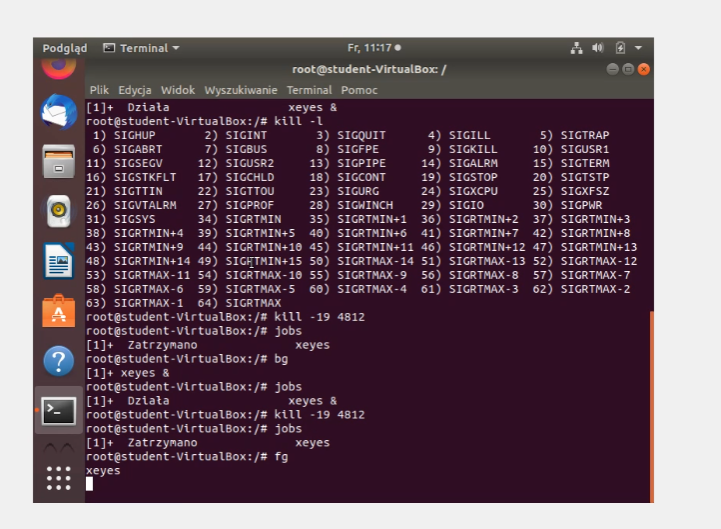 Podgląd Terminal Fr, 11:17
root@student-VirtualBox: /
Plik Edycja Widok Wyszukiwanie Terminal Pomoc
[1]+ Działa xeyes &
root@student-VirtualBox:/# kill -l
1) SIGHUP 2) SIGINT 3) SIGQUIT 4) SIGILL 5) SIGTRAP
6) SIGABRT 7) SIGBUS 8) SIGFPE 9) SIGKILL 10) SIGUSR1
11) SIGSEGV 12) SIGUSR2 13) SIGPIPE 14) SIGALRM 15) SIGTERM
16) SIGSTKFLT 17) SIGCHLD 18) SIGCONT 19) SIGSTOP 20) SIGTSTP
21) SIGTTIN 22) SIGTTOU 23) SIGURG 24) SIGXCPU 25) SIGXFSZ
26) SIGVTALRM 27) SIGPROF 28) SIGWINCH 29) SIGIO 30) SIGPWR
31) SIGSYS 34) SIGRTMIN 35) SIGRTMIN+1 36) SIGRTMIN+2 37) SIGRTMIN+3
38) SIGRTMIN+4 39) SIGRTMIN+5 40) SIGRTMIN+6 41) SIGRTMIN+7 42) SIGRTMIN+8
43) SIGRTMIN+9 44) SIGRTMIN+10 45) SIGRTMIN+11 46) SIGRTMIN+12 47) SIGRTMIN+13
48) SIGRTMIN+14 49) SIGRTMIN+15 50) SIGRTMAX-14 51) SIGRTMAX-13 52) SIGRTMAX-12
53) SIGRTMAX-11 54) SIGRTMAX-10 55) SIGRTMAX-9 56) SIGRTMAX-8 57) SIGRTMAX-7
58) SIGRTMAX-6 59) SIGRTMAX-5 60) SIGRTMAX-4 61) SIGRTMAX-3 62) SIGRTMAX-2
63) SIGRTMAX-1 64) SIGRTMAX
root@student-VirtualBox:/# kill -19 4812
root@student-VirtualBox:/# jobs
[1]+ Zatrzymano xeyes
root@student-VirtualBox:/# bg
[1]+ xeyes &
root@student-VirtualBox:/# jobs
[1]+ Działa xeyes &
root@student-VirtualBox:/# kill -19 4812
root@student-VirtualBox:/# jobs
[1]+ Zatrzymano xeyes
root@student-VirtualBox:/# fg
xeyes